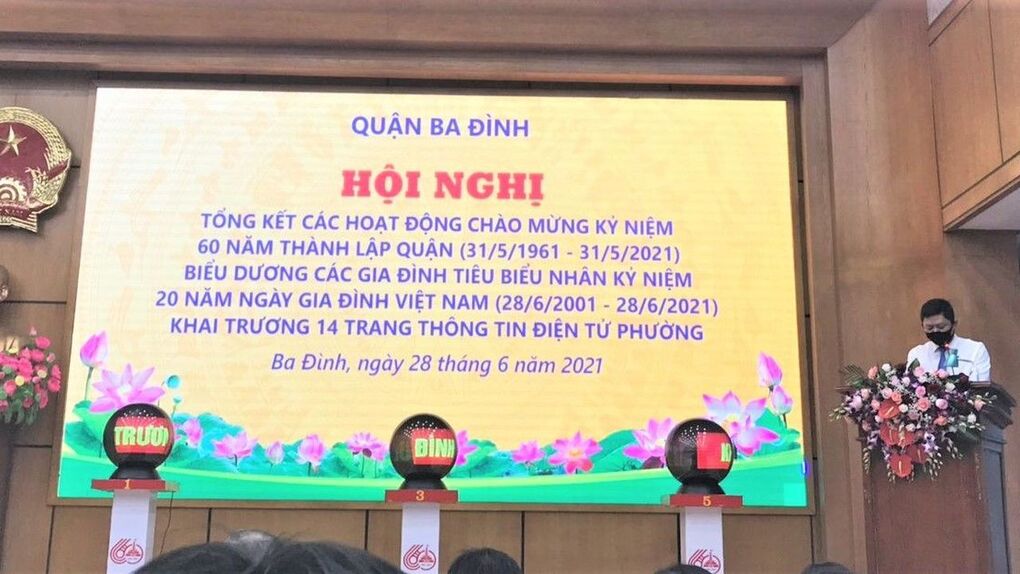 QUẬN BA ĐÌNH
HỘI NGHỊ
TỔNG KẾT CÁC HOẠT ĐỘNG CHÀO MỪNG KỶ NIỆM
60 NĂM THÀNH LẬP QUẬN (31/5/1961 - 31/5/2021)
BIỂU DƯƠNG CÁC GIA ĐÌNH TIÊU BIỂU NHÂN KỶ NIỆM
20 NĂM NGÀY GIA ĐÌNH VIỆT NAM (28/6/2001 - 28/6/2021)
KHAI TRƯƠNG 14 TRANG THÔNG TIN ĐIỆN TỬ PHƯỜNG
Ba Đình, ngày 28 tháng 6 năm 2021
TRƯƠ
ĐÌNH
1
3
5
60
60
60